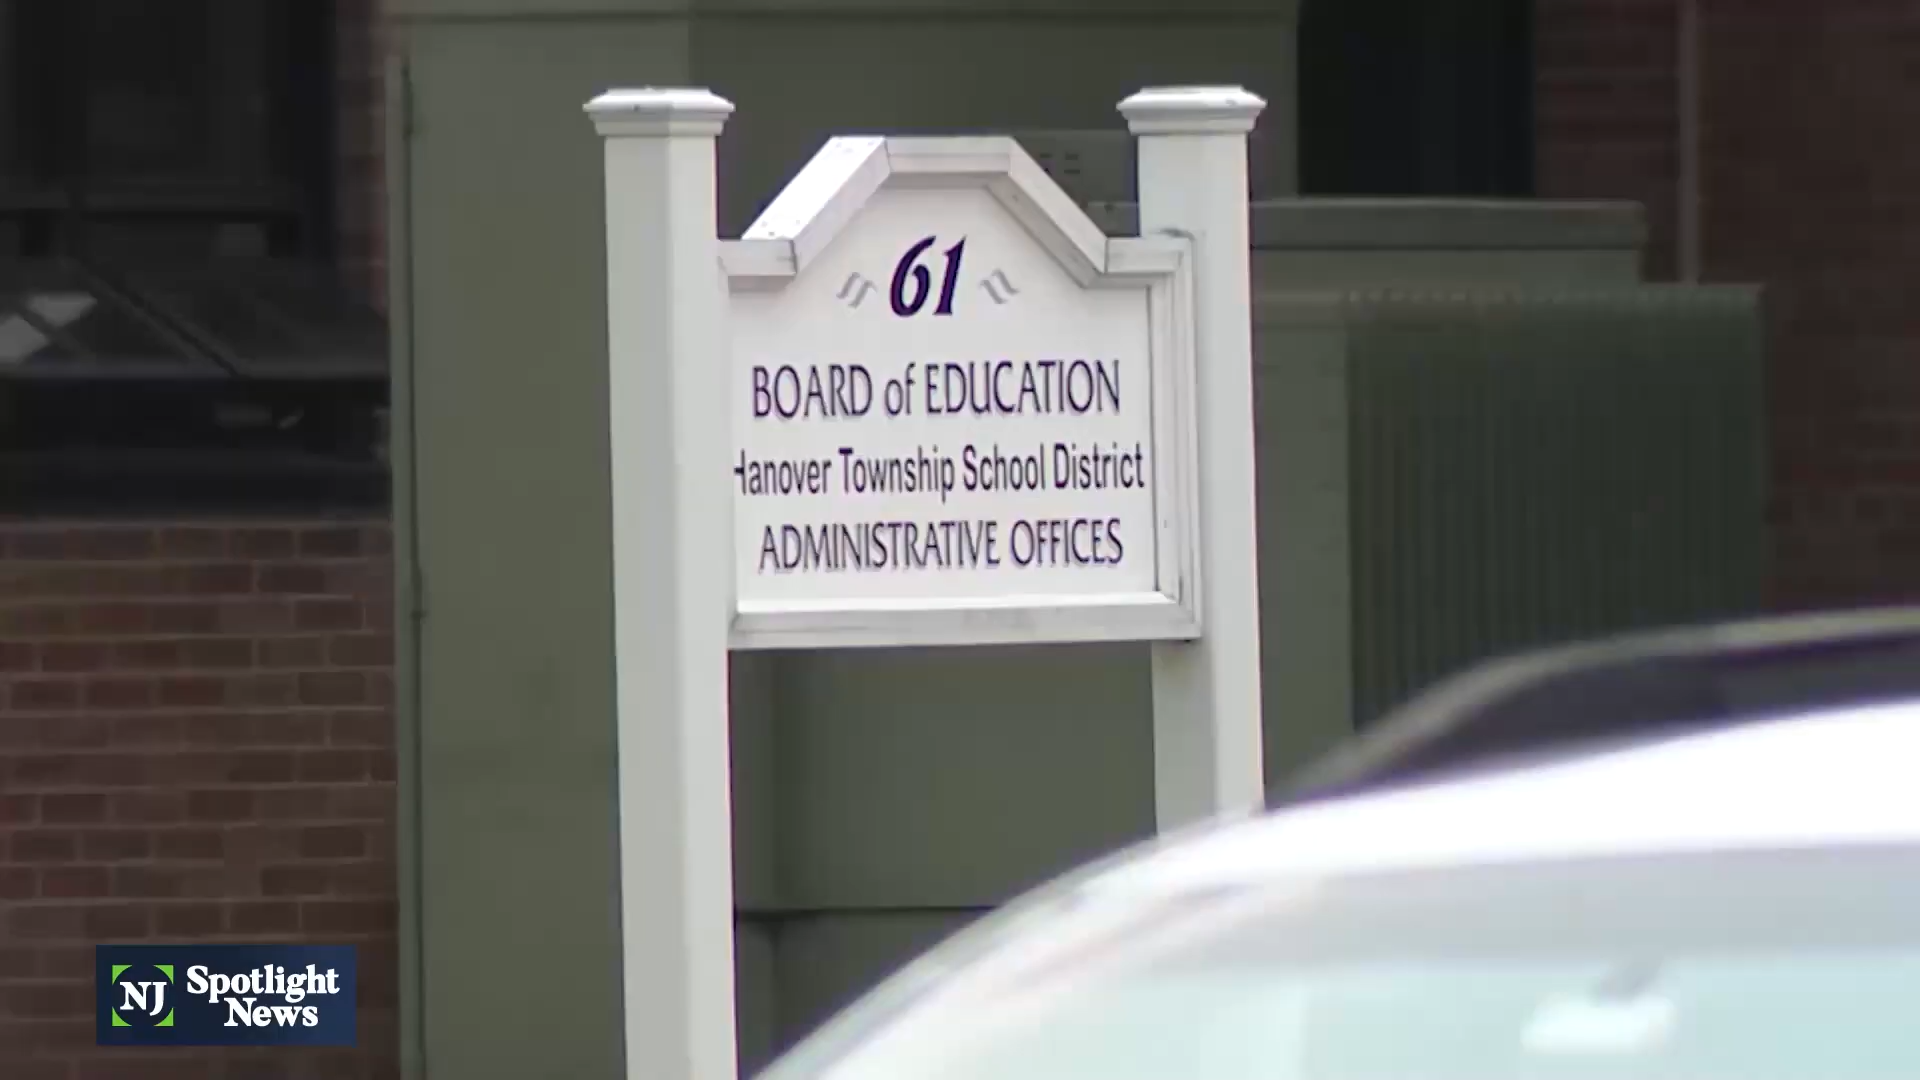 61
BOARD of EDUCATION
Hanover Township School District
ADMINISTRATIVE OFFICES
NJ Spotlight
News